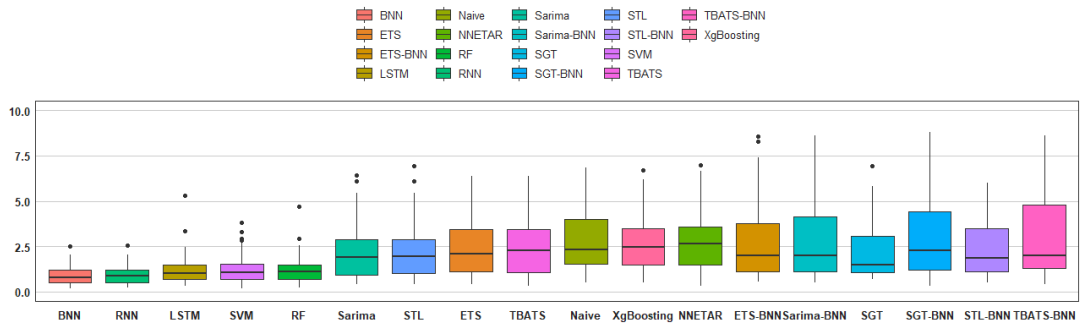 BNN Naive Sarima STL TBATS-BNN
ETS NNETAR Sarima-BNN STL-BNN XgBoosting
ETS-BNN RF SGT SVM
LSTM RNN SGT-BNN TBATS
10.0
7.5
5.0
2.5
0.0
BNN RNN LSTM SVM RF Sarima STL ETS TBATS Naive XgBoosting NNETAR ETS-BNN Sarima-BNN SGT SGT-BNN STL-BNN TBATS-BNN